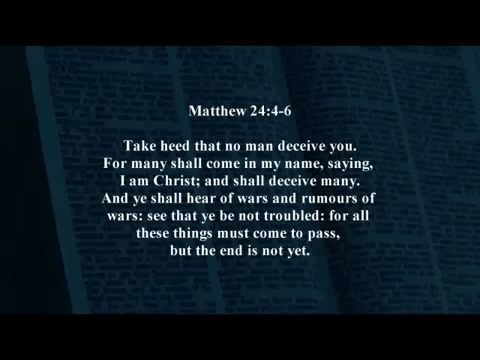 Matthew 24:4-6
Take heed that no man deceive you.
For many shall come in my name, saying,
I am Christ; and shall deceive many.
And ye shall hear of wars and rumours of
wars: see that ye be not troubled: for all
these things must come to pass,
but the end is not yet.